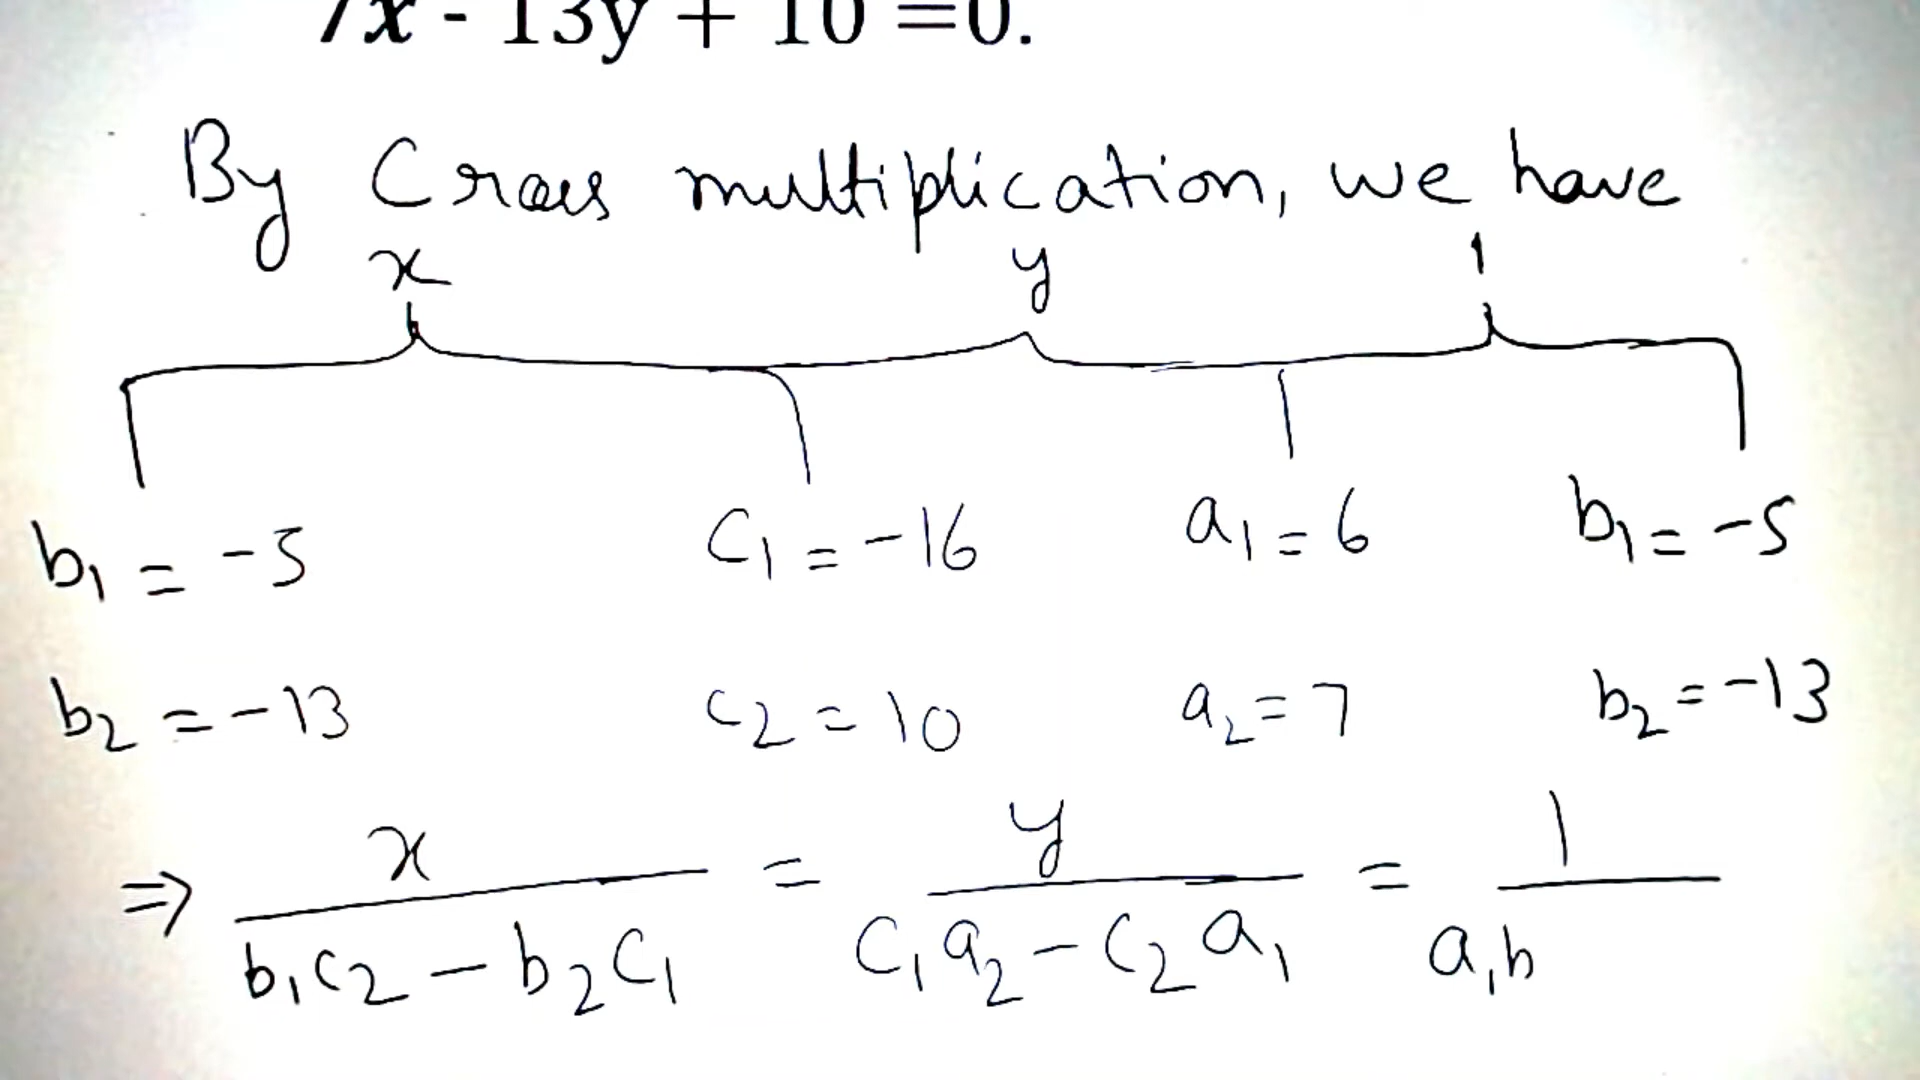 7x - 13y + 10 =0.
By Cross multiplication, we have
x y 1
b₁ = -5 c₁ = -16 a₁ = 6 b₁ = -5
b₂ = -13 c₂ = 10 a₂ = 7 b₂ = -13
⇒ x/(b₁c₂ - b₂c₁) = y/(c₁a₂ - c₂a₁) = 1/(a₁b